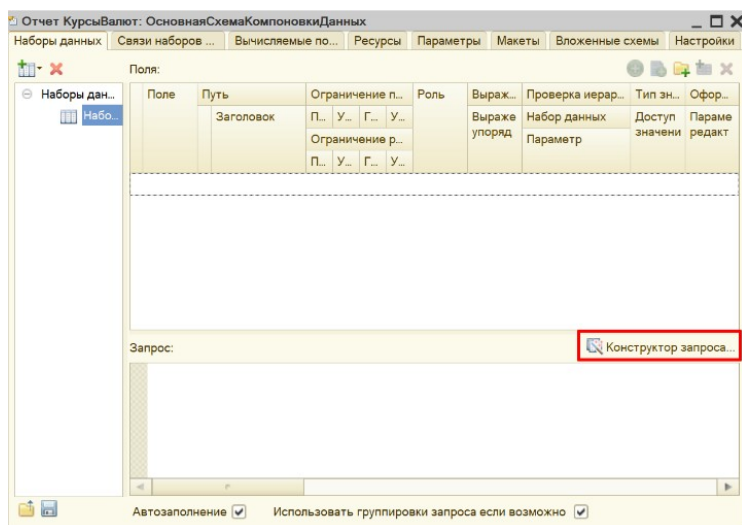 Отчет КурсыВалют: ОсновнаяСхемаКомпоновкиДанных
Наборы данных Связи наборов ... Вычисляемые по... Ресурсы Параметры Макеты Вложенные схемы Настройки
Поля:
Наборы дан...
Набо...
Поле Путь Ограничение п... Роль Выраж... Проверка иерар... Тип зн... Офор...
Заголовок П... У... Г... У... Выраже Набор данных Доступ Параме
упоряд значени редакт
Ограничение р... Параметр
П... У... Г... У...
Запрос:
Конструктор запроса...
Автозаполнение Использовать группировки запроса если возможно